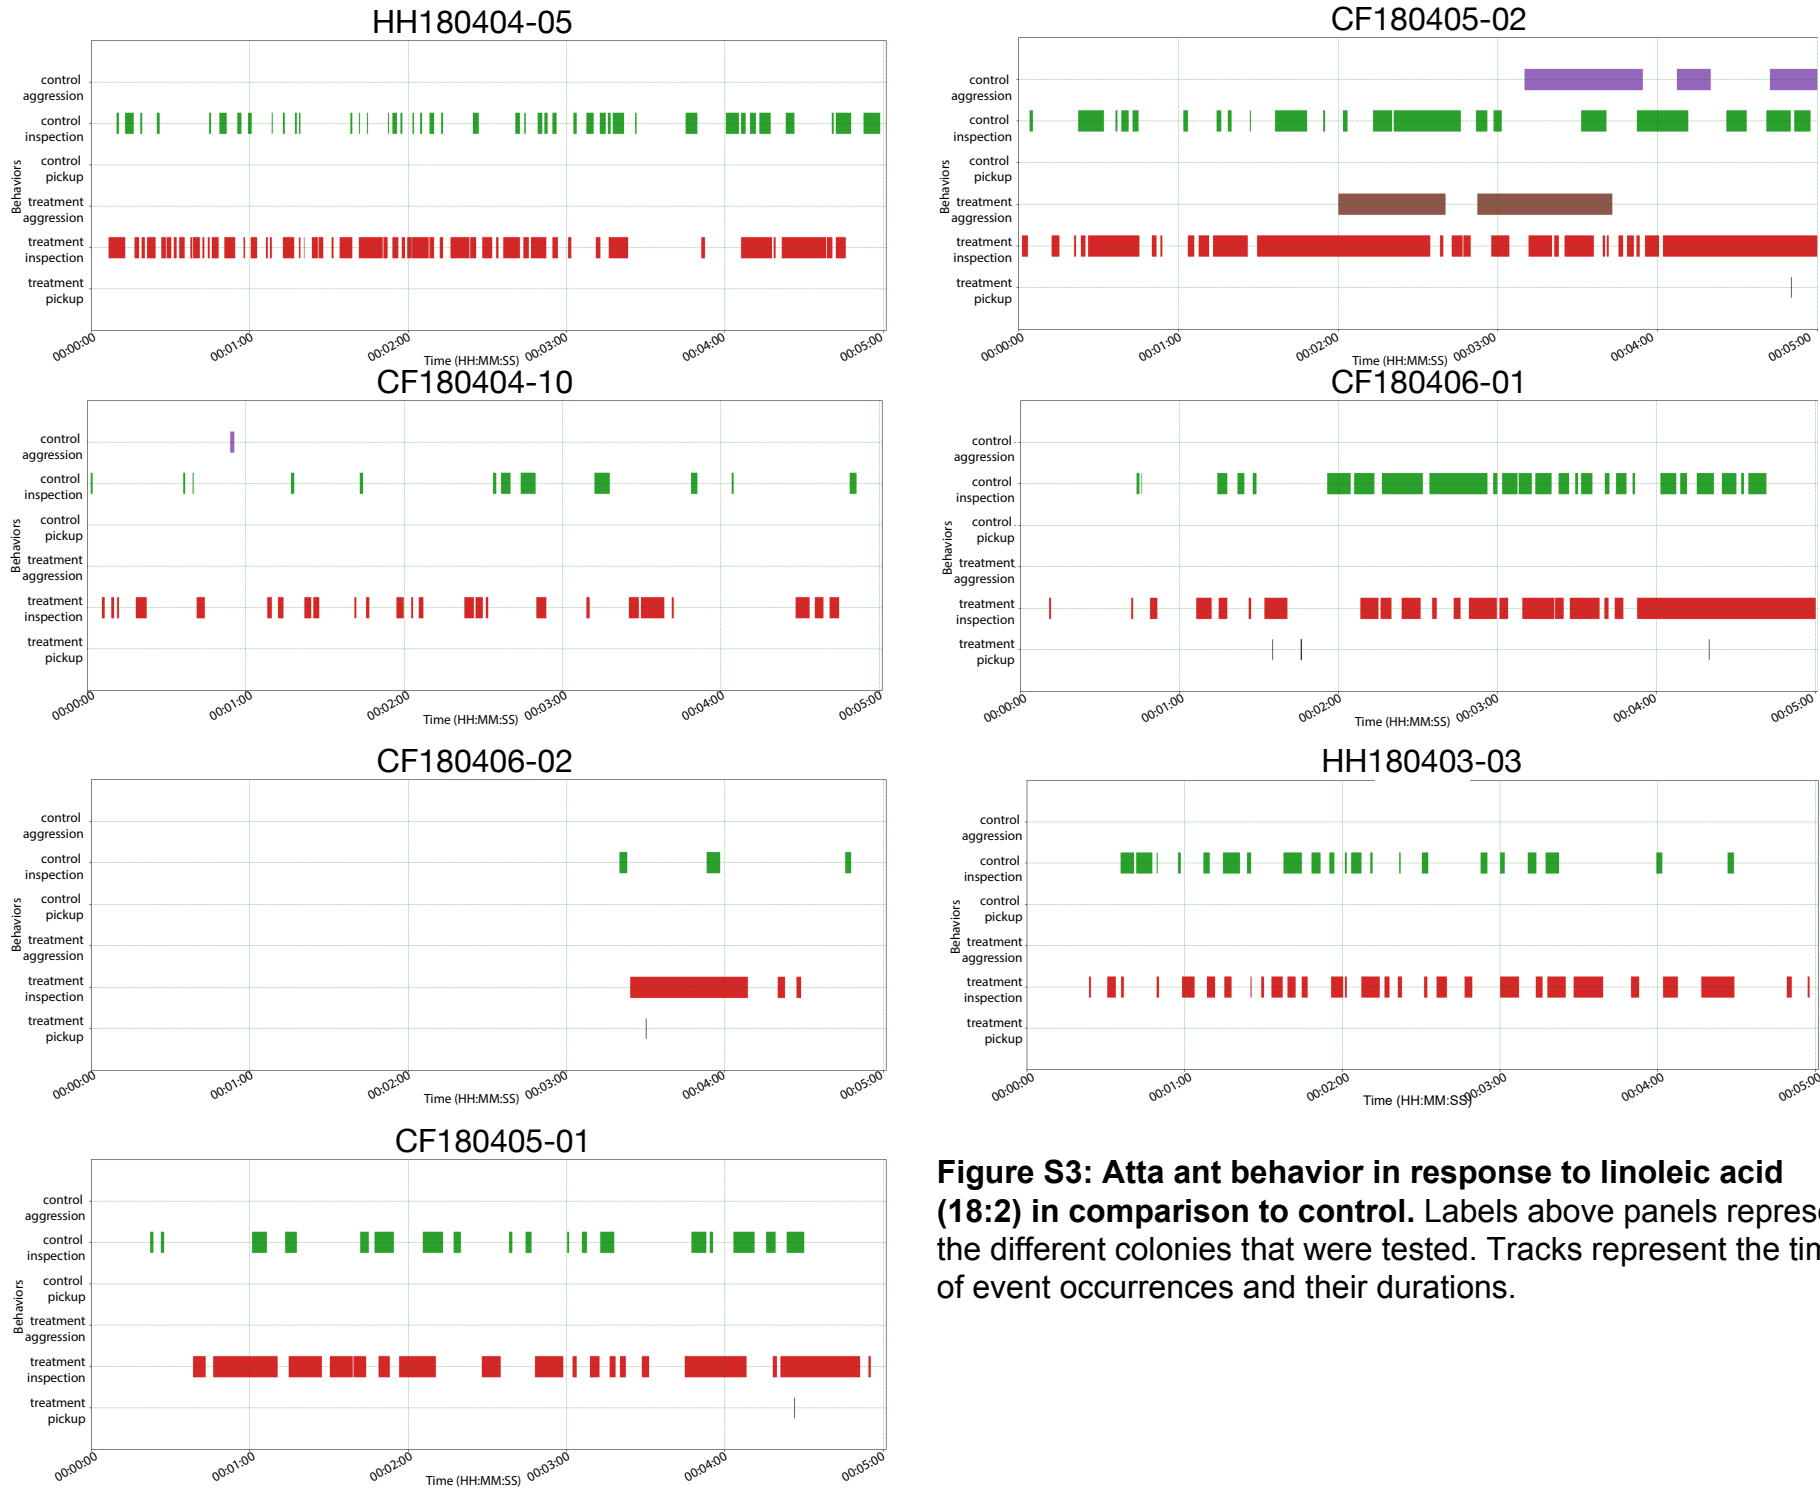 HH180404-05
control
aggression
control
inspection
control
pickup
treatment
aggression
treatment
inspection
treatment
pickup
Behaviors
00:00:00 00:01:00 00:02:00 00:03:00 00:04:00 00:05:00
Time (HH:MM:SS)
CF180405-02
control
aggression
control
inspection
control
pickup
treatment
aggression
treatment
inspection
treatment
pickup
Behaviors
00:00:00 00:01:00 00:02:00 00:03:00 00:04:00 00:05:00
Time (HH:MM:SS)
CF180404-10
control
aggression
control
inspection
control
pickup
treatment
aggression
treatment
inspection
treatment
pickup
Behaviors
00:00:00 00:01:00 00:02:00 00:03:00 00:04:00 00:05:00
Time (HH:MM:SS)
CF180406-01
control
aggression
control
inspection
control
pickup
treatment
aggression
treatment
inspection
treatment
pickup
Behaviors
00:00:00 00:01:00 00:02:00 00:03:00 00:04:00 00:05:00
Time (HH:MM:SS)
CF180406-02
control
aggression
control
inspection
control
pickup
treatment
aggression
treatment
inspection
treatment
pickup
Behaviors
00:00:00 00:01:00 00:02:00 00:03:00 00:04:00 00:05:00
Time (HH:MM:SS)
HH180403-03
control
aggression
control
inspection
control
pickup
treatment
aggression
treatment
inspection
treatment
pickup
Behaviors
00:00:00 00:01:00 00:02:00 00:03:00 00:04:00 00:05:00
Time (HH:MM:SS)
CF180405-01
control
aggression
control
inspection
control
pickup
treatment
aggression
treatment
inspection
treatment
pickup
Behaviors
00:00:00 00:01:00 00:02:00 00:03:00 00:04:00 00:05:00
Time (HH:MM:SS)
Figure S3: Atta ant behavior in response to linoleic acid
(18:2) in comparison to control. Labels above panels
the different colonies that were tested. Tracks represent the
of event occurrences and their durations.